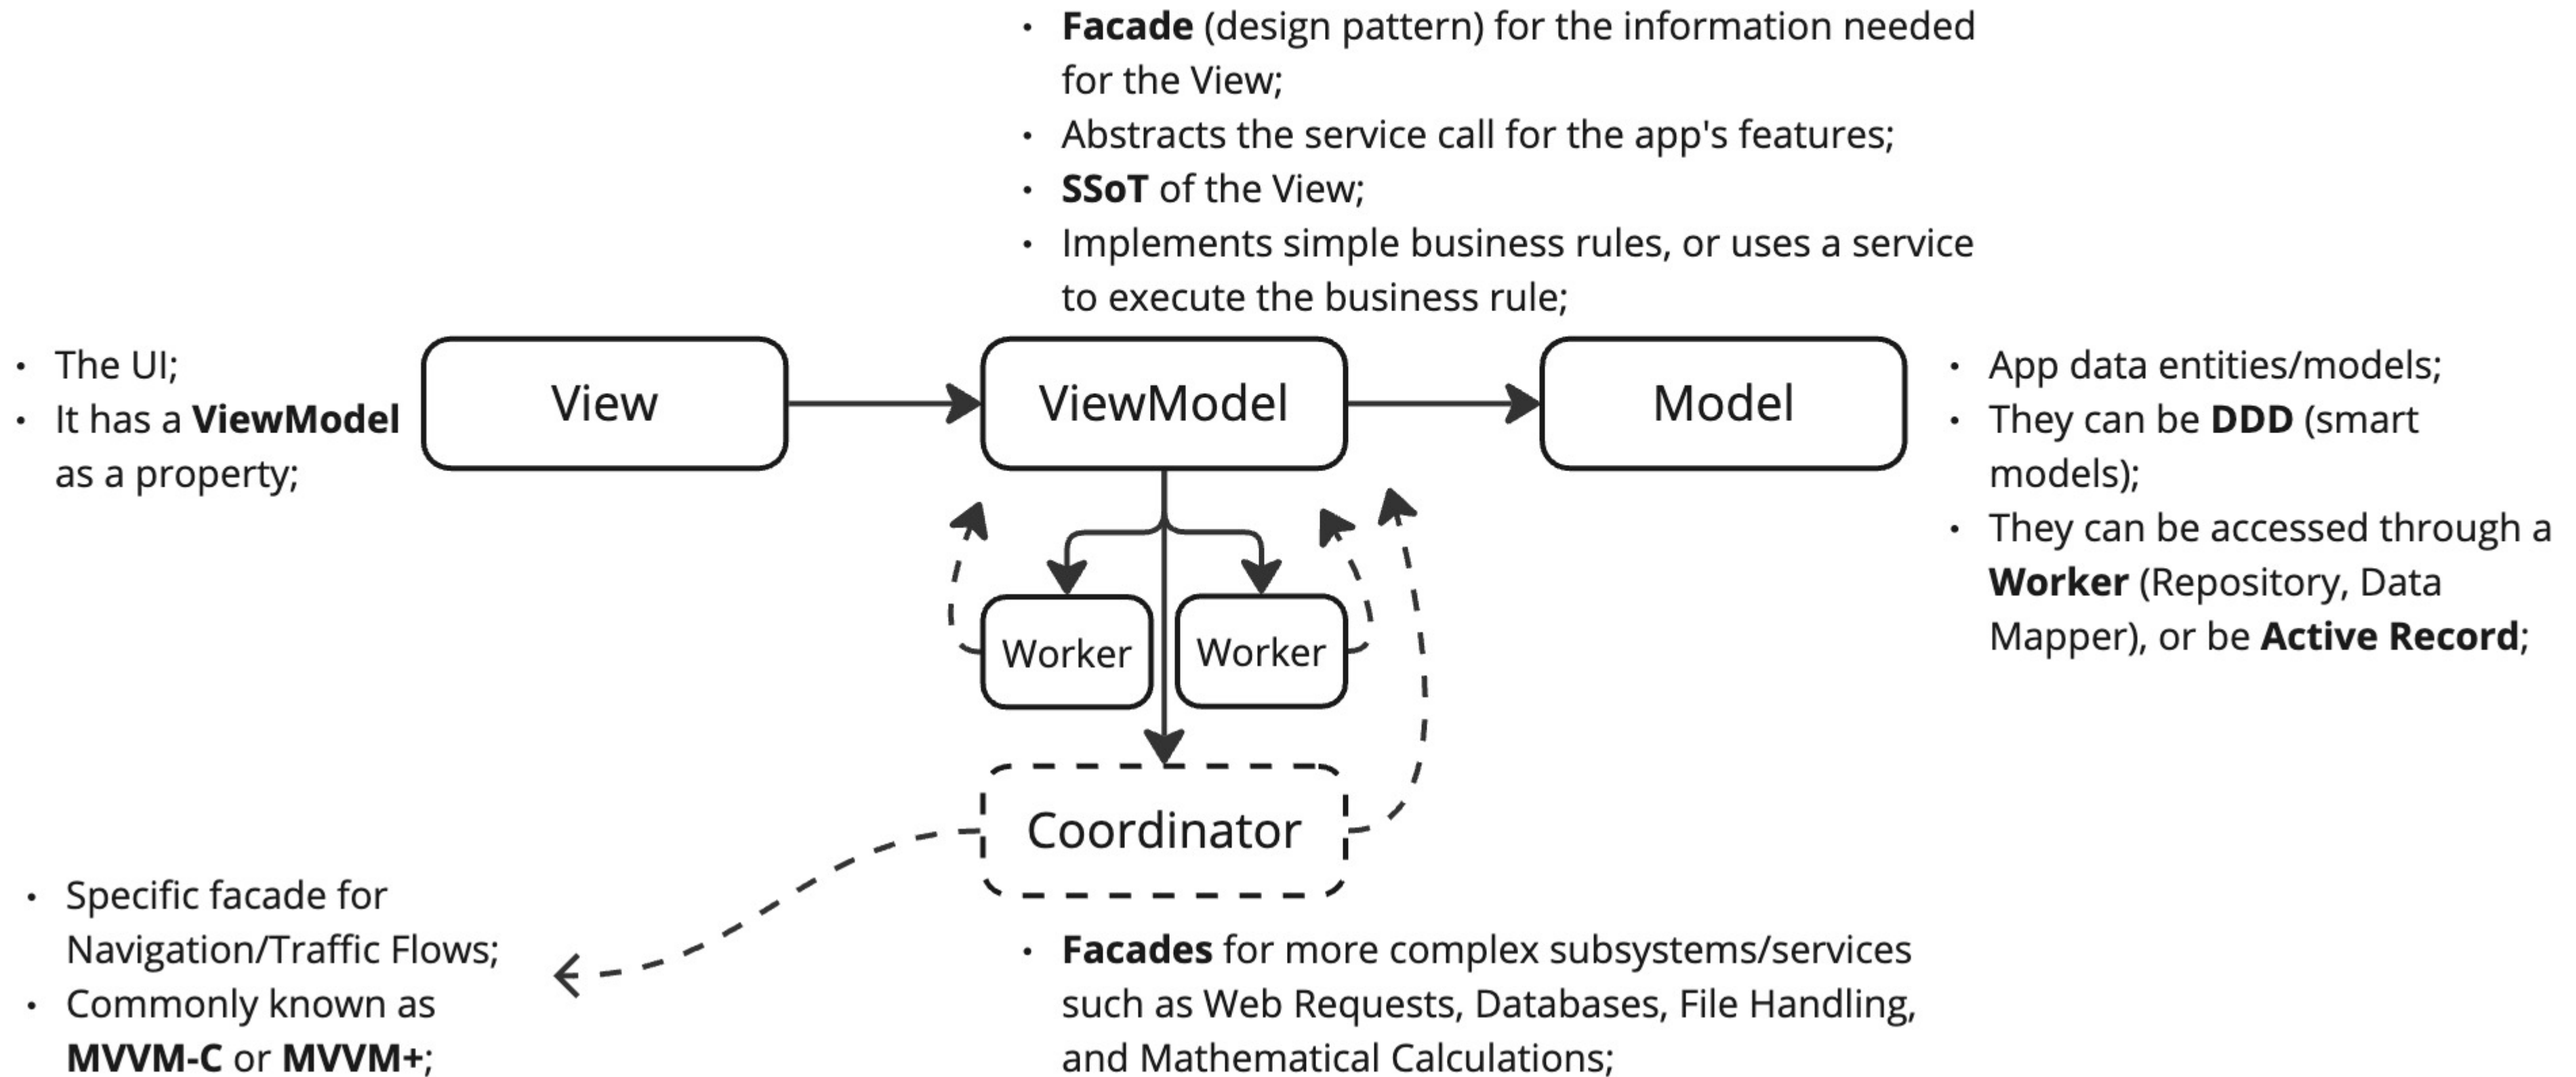 • Facade (design pattern) for the information needed
for the View;
• Abstracts the service call for the app's features;
• SSoT of the View;
• Implements simple business rules, or uses a service
to execute the business rule;
• The UI;
• It has a ViewModel
as a property;
View
ViewModel
Model
• App data entities/models;
• They can be DDD (smart
models);
• They can be accessed through a
Worker (Repository, Data
Mapper), or be Active Record;
Worker
Worker
Coordinator
• Specific facade for
Navigation/Traffic Flows;
• Commonly known as
MVVM-C or MVVM+;
• Facades for more complex subsystems/services
such as Web Requests, Databases, File Handling,
and Mathematical Calculations;